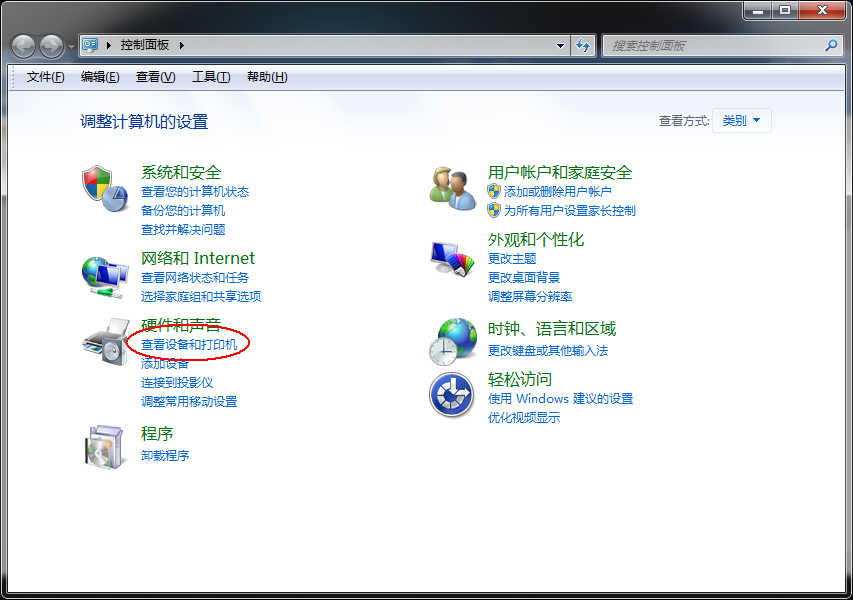 控制面板
搜索控制面板
文件(F) 编辑(E) 查看(V) 工具(T) 帮助(H)
调整计算机的设置
查看方式: 类别
系统和安全
查看您的计算机状态
备份您的计算机
查找并解决问题
网络和 Internet
查看网络状态和任务
选择家庭组和共享选项
硬件和声音
查看设备和打印机
添加设备
连接到投影仪
调整常用移动设置
程序
卸载程序
用户帐户和家庭安全
添加或删除用户帐户
为所有用户设置家长控制
外观和个性化
更改主题
更改桌面背景
调整屏幕分辨率
时钟、语言和区域
更改键盘或其他输入法
轻松访问
使用 Windows 建议的设置
优化视频显示